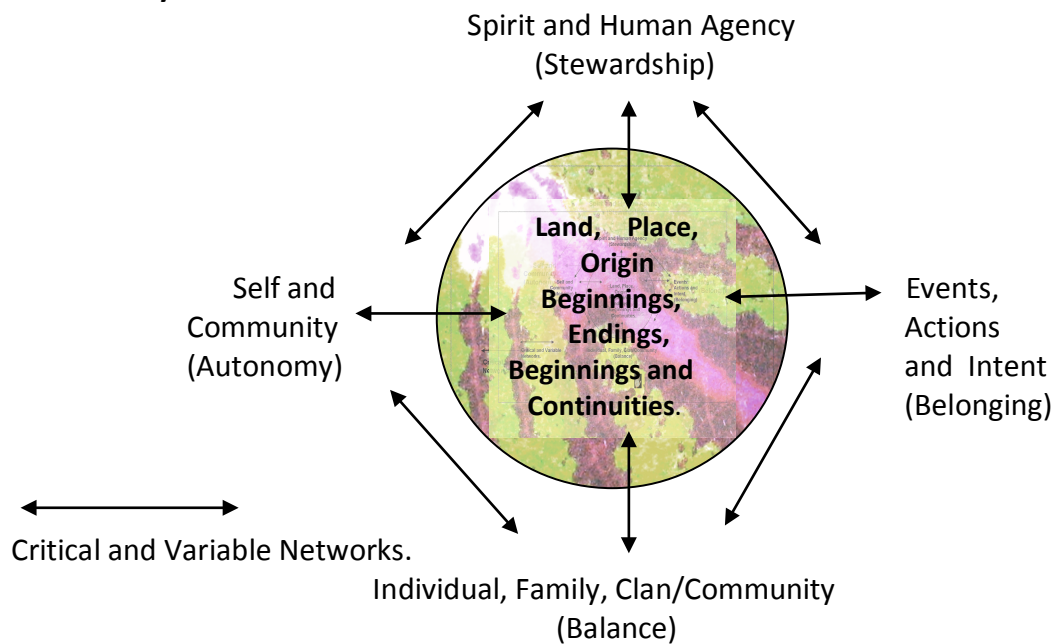 Spirit and Human Agency
(Stewardship)
Land, Place,
Origin
Beginnings,
Endings,
Beginnings and
Continuities.
Self and
Community
(Autonomy)
Events,
Actions
and Intent
(Belonging)
Critical and Variable Networks.
Individual, Family, Clan/Community
(Balance)